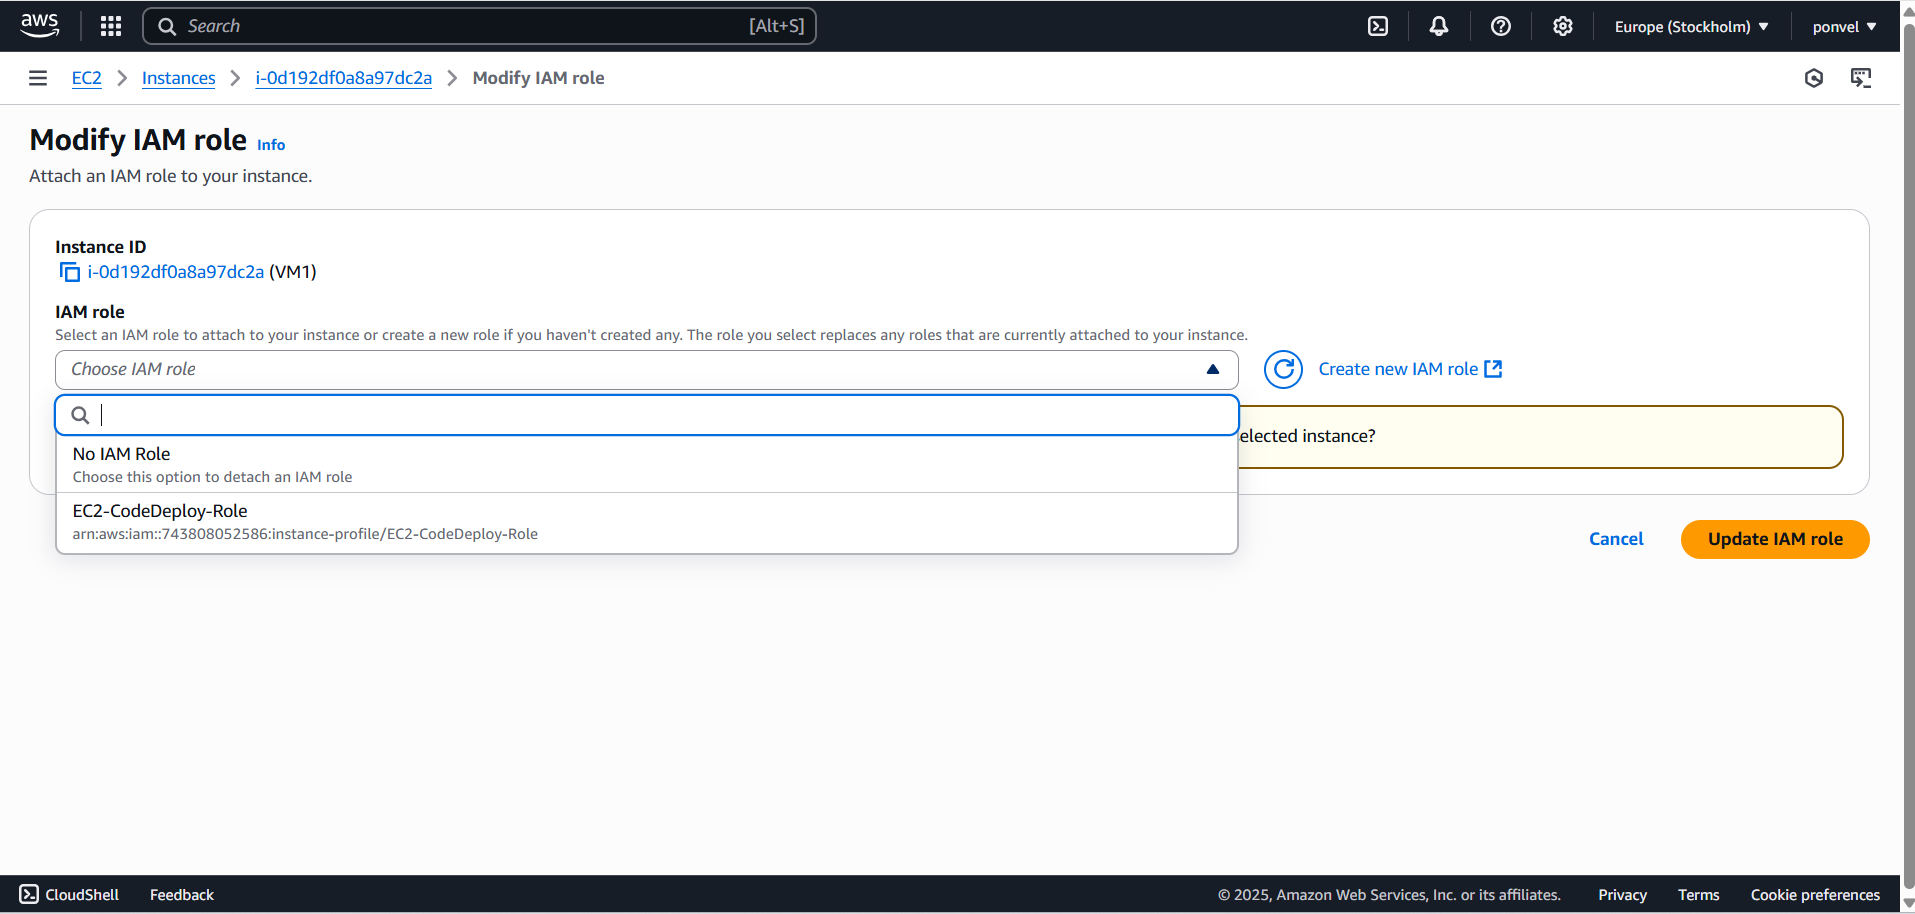 aws
Search [Alt+S]
Europe (Stockholm)
ponvel
EC2 Instances i-0d192df0a8a97dc2a Modify IAM role
Modify IAM role Info
Attach an IAM role to your instance.
Instance ID
i-0d192df0a8a97dc2a (VM1)
IAM role
Select an IAM role to attach to your instance or create a new role if you haven't created any. The role you select replaces any roles that are currently attached to your instance.
Choose IAM role
Create new IAM role
elected instance?
No IAM Role
Choose this option to detach an IAM role
EC2-CodeDeploy-Role
arn:aws:iam::743808052586:instance-profile/EC2-CodeDeploy-Role
Cancel
Update IAM role
CloudShell Feedback © 2025, Amazon Web Services, Inc. or its affiliates. Privacy Terms Cookie preferences